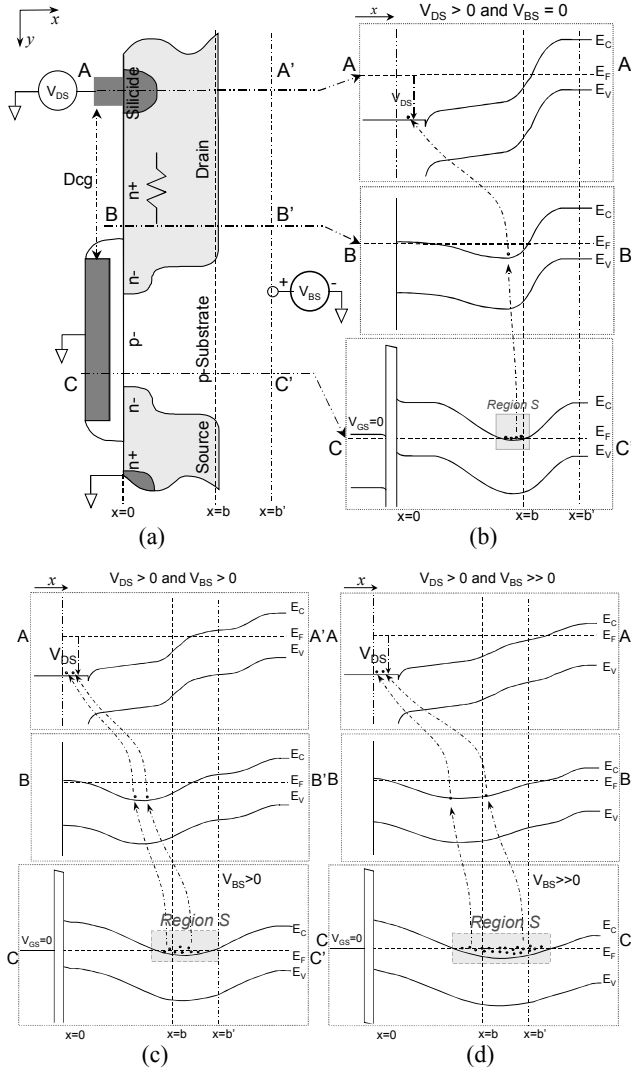 x
y
A
A'
V_DS
Silicide
Dcg
n+
Drain
B
B'
n-
+
V_BS
-
p-
p-Substrate
C
C'
n-
n+
Source
x=0
x=b
x=b'
(a)
x
V_DS > 0 and V_BS = 0
A
E_C
E_F
E_V
A
V_DS
B
E_C
E_F
E_V
B
Region S
V_GS=0
C
E_C
E_F
E_V
C'
x=0
x=b
x=b'
(b)
x
V_DS > 0 and V_BS > 0
A
E_C
E_F
E_V
A'
V_DS
B
E_C
E_F
E_V
B'
V_BS>0
Region S
V_GS=0
C
E_C
E_F
E_V
C'
x=0
x=b
x=b'
(c)
x
V_DS > 0 and V_BS >> 0
A
E_C
E_F
E_V
A
V_DS
B
E_C
E_F
E_V
B
V_BS>>0
Region S
V_GS=0
C
E_C
E_F
E_V
C
x=0
x=b
x=b'
(d)